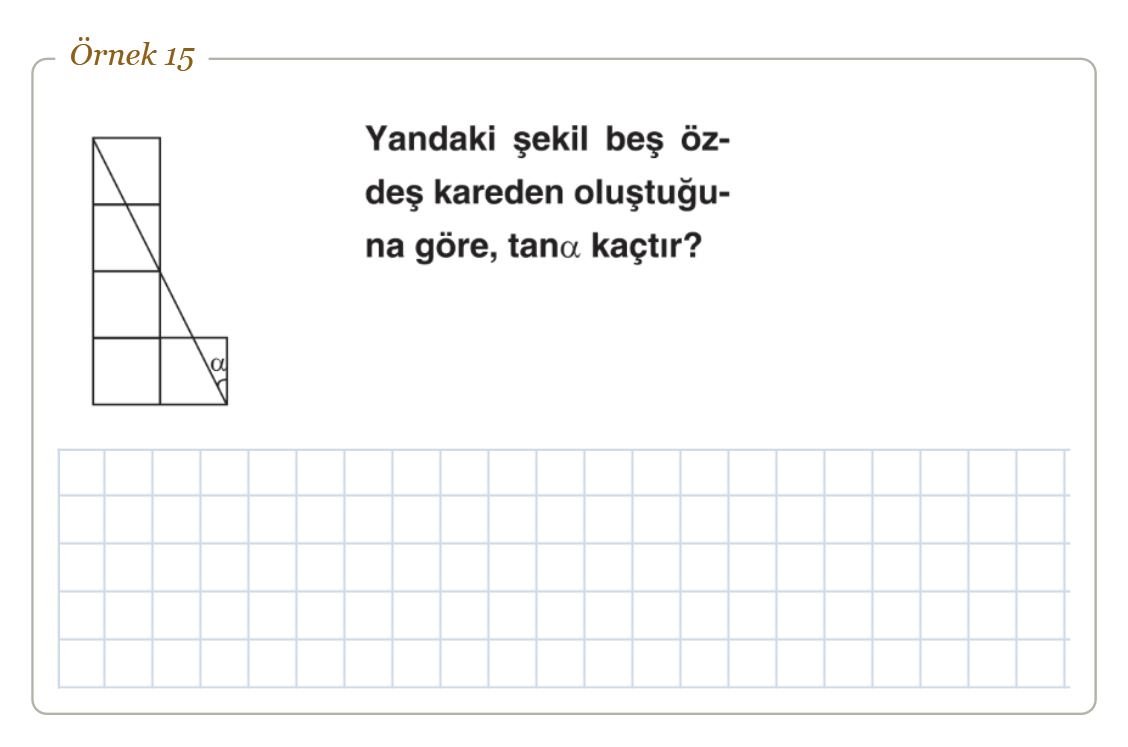 Örnek 15
Yandaki şekil beş öz-
deş kareden oluştuğu-
na göre, tanα kaçtır?
α